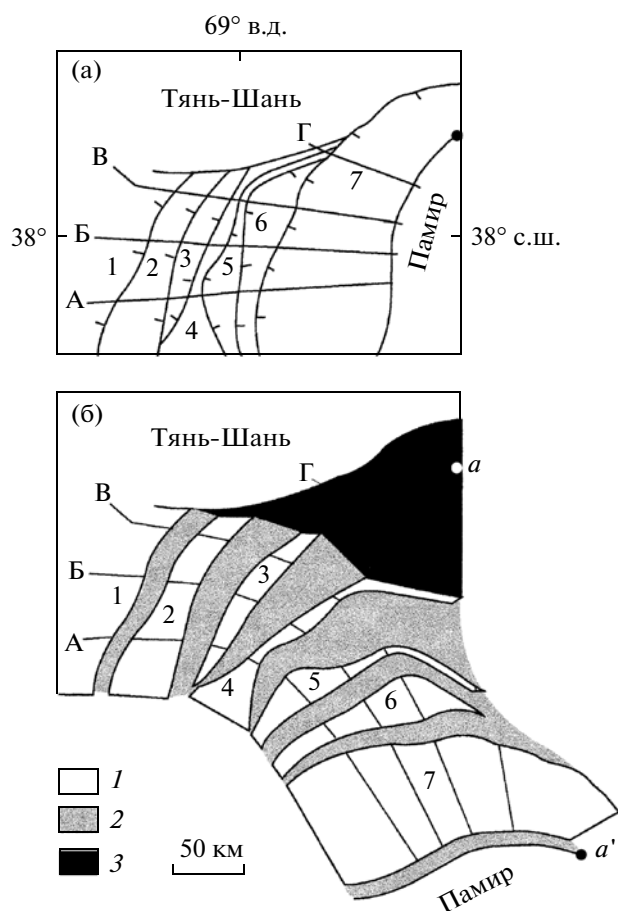 69° в.д.
(а)
Тянь-Шань
Г
В
7
6
Памир
38°
Б
38° с.ш.
1
2
3
5
А
4
(б)
Тянь-Шань
Г
a
В
3
Б
1
2
А
4
5
6
7
1
2
3
50 км
a'
Памир